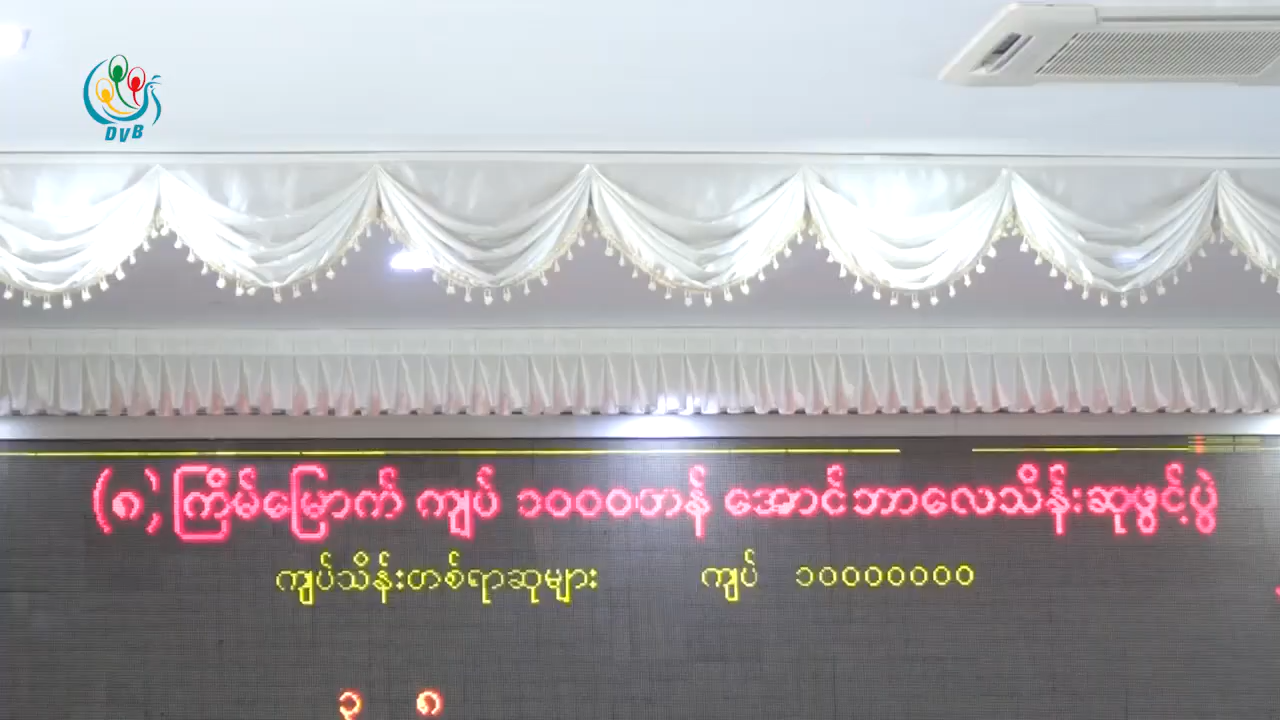 DVB
(၈) ကြိမ်မြောက် ကျပ် ၁၀၀၀တန် အောင်ဘာလေသိန်းဆုဖွင့်ပွဲ
ကျပ်သိန်းတစ်ရာဆုများ ကျပ် ၁၀၀၀၀၀၀၀
၃ ၈